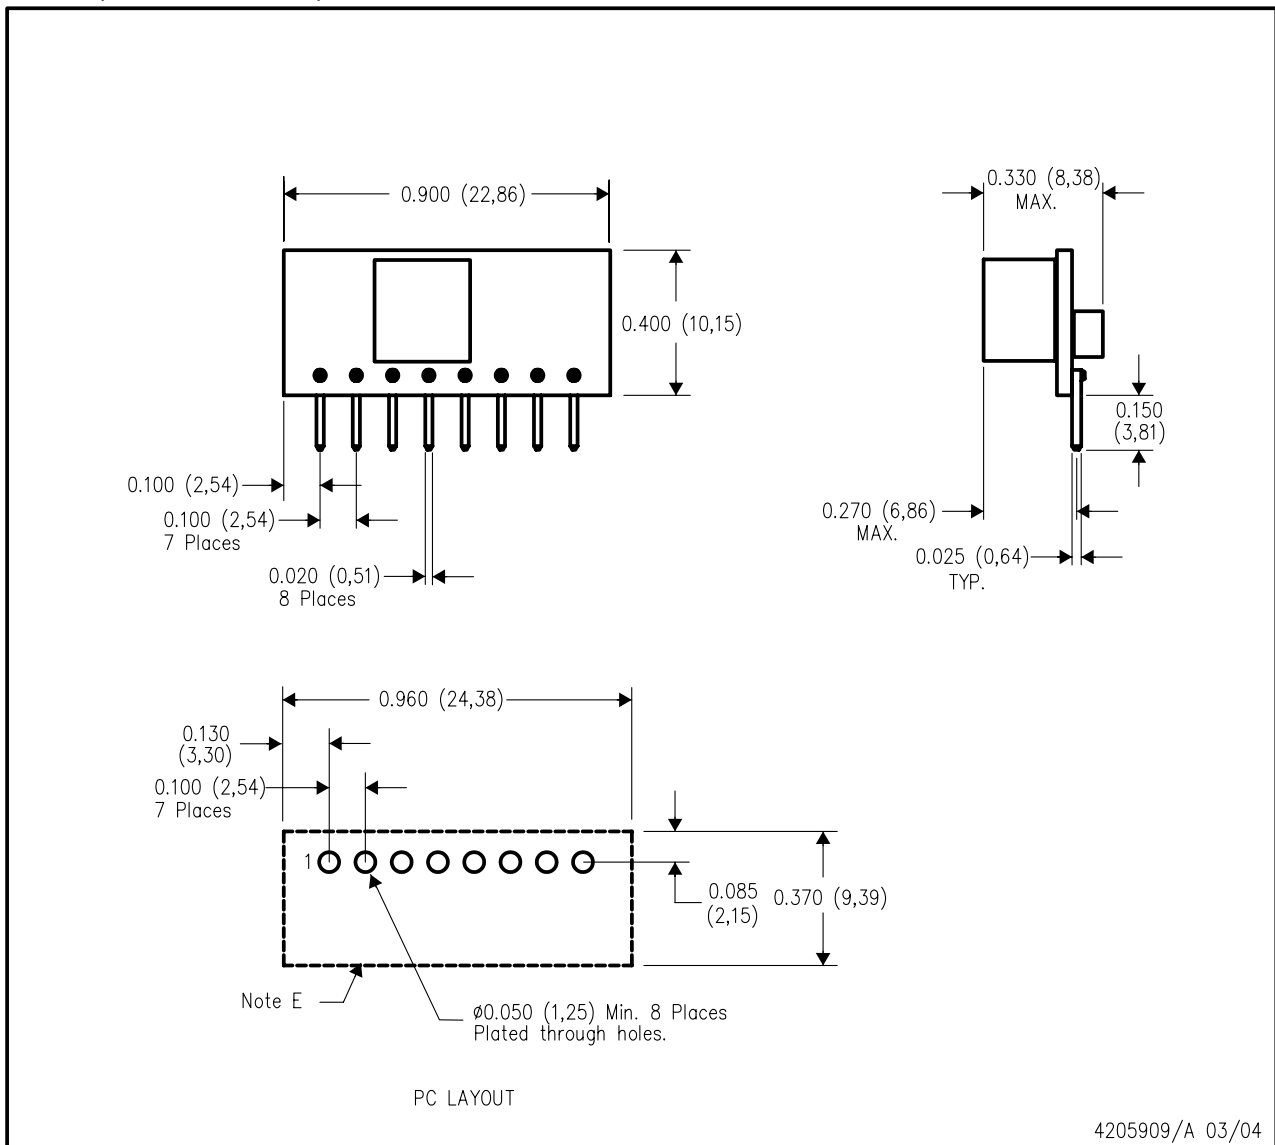 0.900 (22,86)
0.330 (8,38)
MAX.
0.400 (10,15)
0.150
(3,81)
0.100 (2,54)
0.100 (2,54)
7 Places
0.020 (0,51)
8 Places
0.270 (6,86)
MAX.
0.025 (0,64)
TYP.
0.960 (24,38)
0.130
(3,30)
0.100 (2,54)
7 Places
1
0.085
(2,15)
0.370 (9,39)
Note E
ø0.050 (1,25) Min. 8 Places
Plated through holes.
PC LAYOUT
4205909/A 03/04